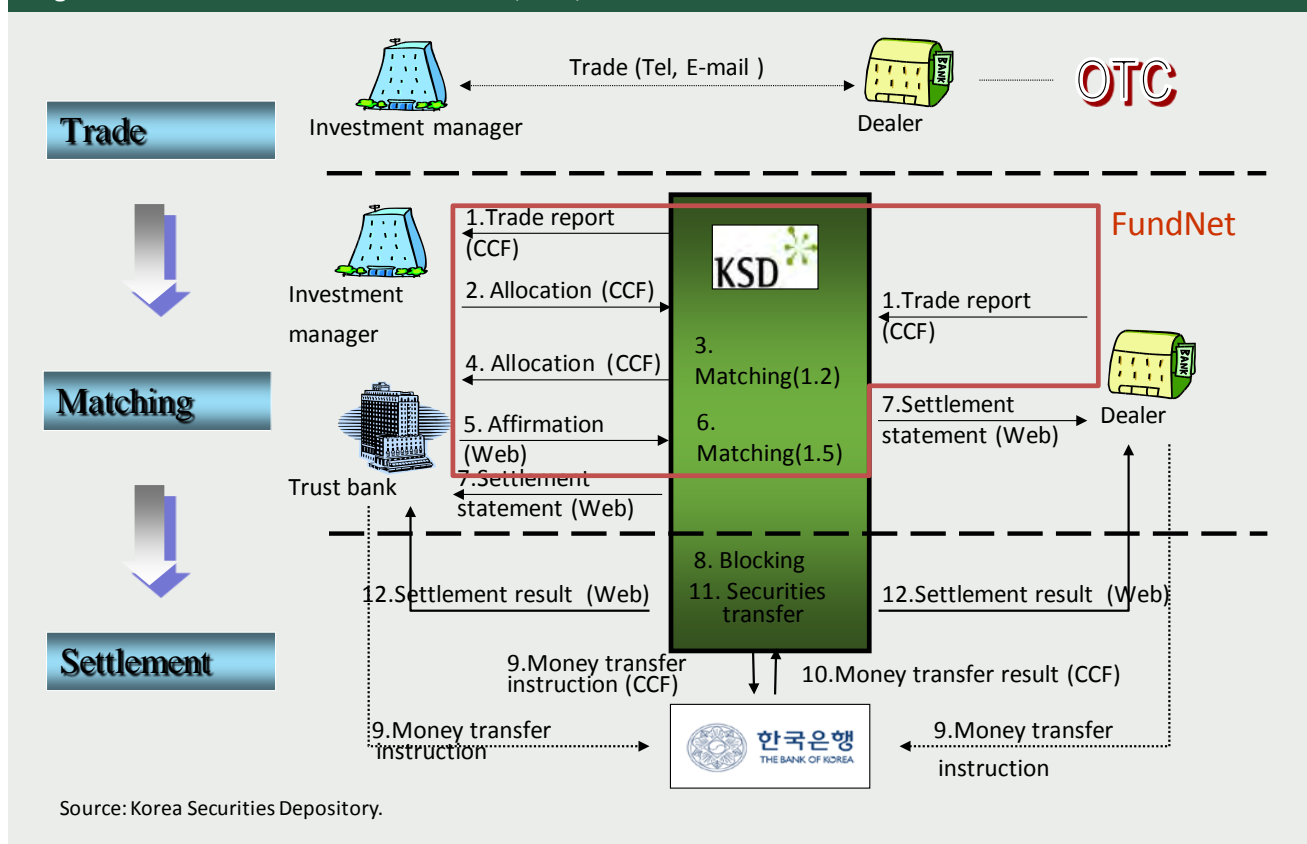 Trade (Tel, E-mail )
BANK
OTC
Investment manager
Dealer
Trade
FundNet
1.Trade report
(CCF)
KSD
Investment
manager
2. Allocation (CCF)
1.Trade report
(CCF)
3.
Matching(1.2)
4. Allocation (CCF)
BANK
Matching
5. Affirmation
(Web)
6.
Matching(1.5)
7.Settlement
statement (Web)
Dealer
Trust bank
7.Settlement
statement (Web)
8. Blocking
11. Securities
transfer
12.Settlement result (Web)
12.Settlement result (Web)
Settlement
9.Money transfer
instruction (CCF)
10.Money transfer result (CCF)
9.Money transfer
instruction
한국은행
THE BANK OF KOREA
9.Money transfer
instruction
Source: Korea Securities Depository.